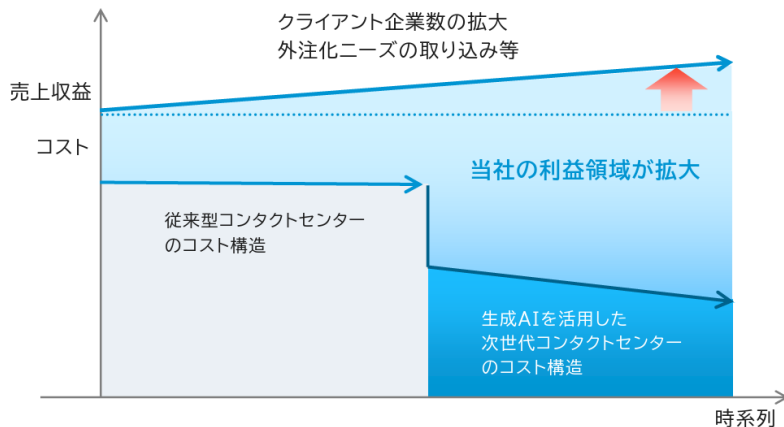 クライアント企業数の拡大
外注化ニーズの取り込み等
売上収益
コスト
当社の利益領域が拡大
従来型コンタクトセンター
のコスト構造
生成AIを活用した
次世代コンタクトセンター
のコスト構造
時系列